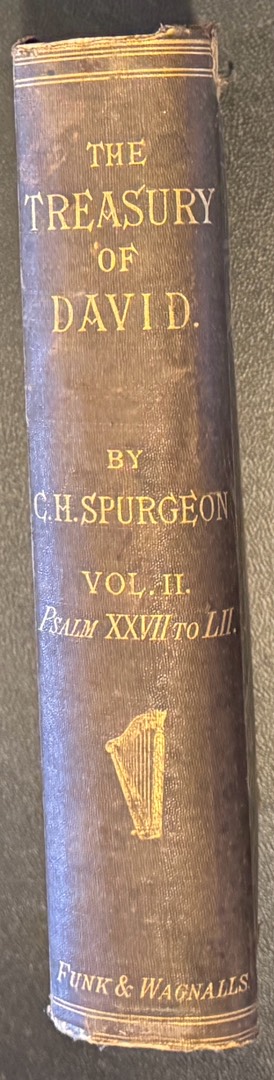 THE
TREASURY
OF
DAVID.
BY
C.H. SPURGEON
VOL. II.
PSALM XXVII TO LII.
FUNK & WAGNALLS.